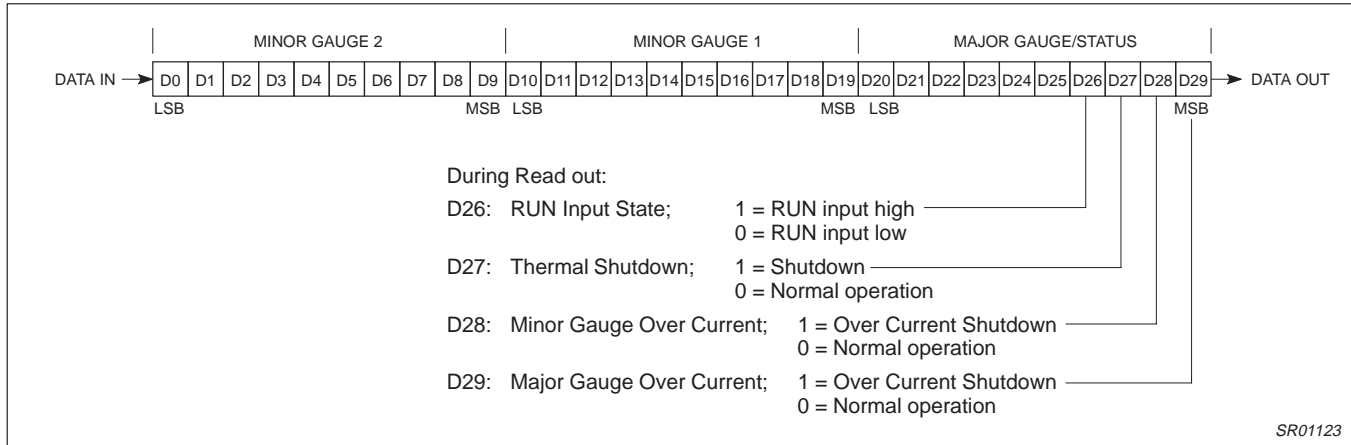 MINOR GAUGE 2 MINOR GAUGE 1 MAJOR GAUGE/STATUS
DATA IN D0 D1 D2 D3 D4 D5 D6 D7 D8 D9 D10 D11 D12 D13 D14 D15 D16 D17 D18 D19 D20 D21 D22 D23 D24 D25 D26 D27 D28 D29 DATA OUT
LSB MSB LSB MSB LSB MSB
During Read out:
D26: RUN Input State; 1 = RUN input high
0 = RUN input low
D27: Thermal Shutdown; 1 = Shutdown
0 = Normal operation
D28: Minor Gauge Over Current; 1 = Over Current Shutdown
0 = Normal operation
D29: Major Gauge Over Current; 1 = Over Current Shutdown
0 = Normal operation
SR01123